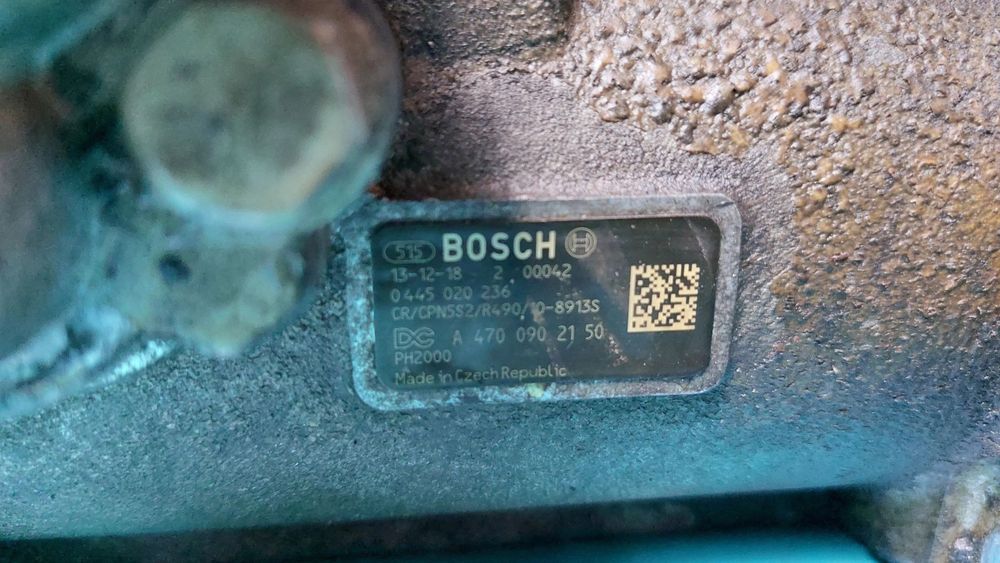 515 BOSCH
13-12-18 2 00042
0 445 020 236
CR/CPN5S2/R490/10-8913S
DC A 470 090 21 50
PH2000
Made in Czech Republic